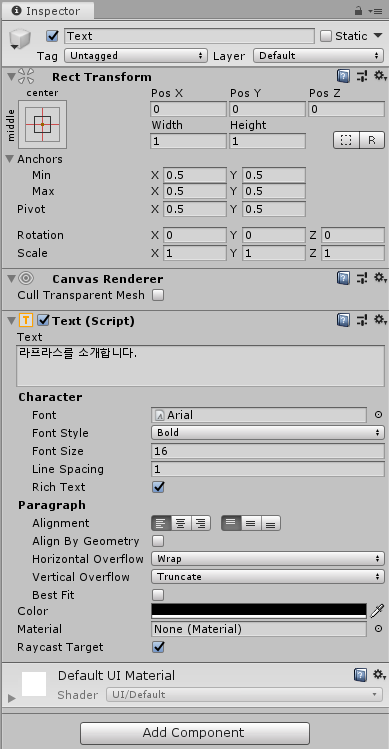 Inspector
Text
Static
Tag Untagged Layer Default
Rect Transform
center
middle
Pos X Pos Y Pos Z
0 0 0
Width Height
1 1
R
Anchors
Min X 0.5 Y 0.5
Max X 0.5 Y 0.5
Pivot X 0.5 Y 0.5
Rotation X 0 Y 0 Z 0
Scale X 1 Y 1 Z 1
Canvas Renderer
Cull Transparent Mesh
T Text (Script)
Text
라프라스를 소개합니다.
Character
Font Arial
Font Style Bold
Font Size 16
Line Spacing 1
Rich Text
Paragraph
Alignment
Align By Geometry
Horizontal Overflow Wrap
Vertical Overflow Truncate
Best Fit
Color
Material None (Material)
Raycast Target
Default UI Material
Shader UI/Default
Add Component